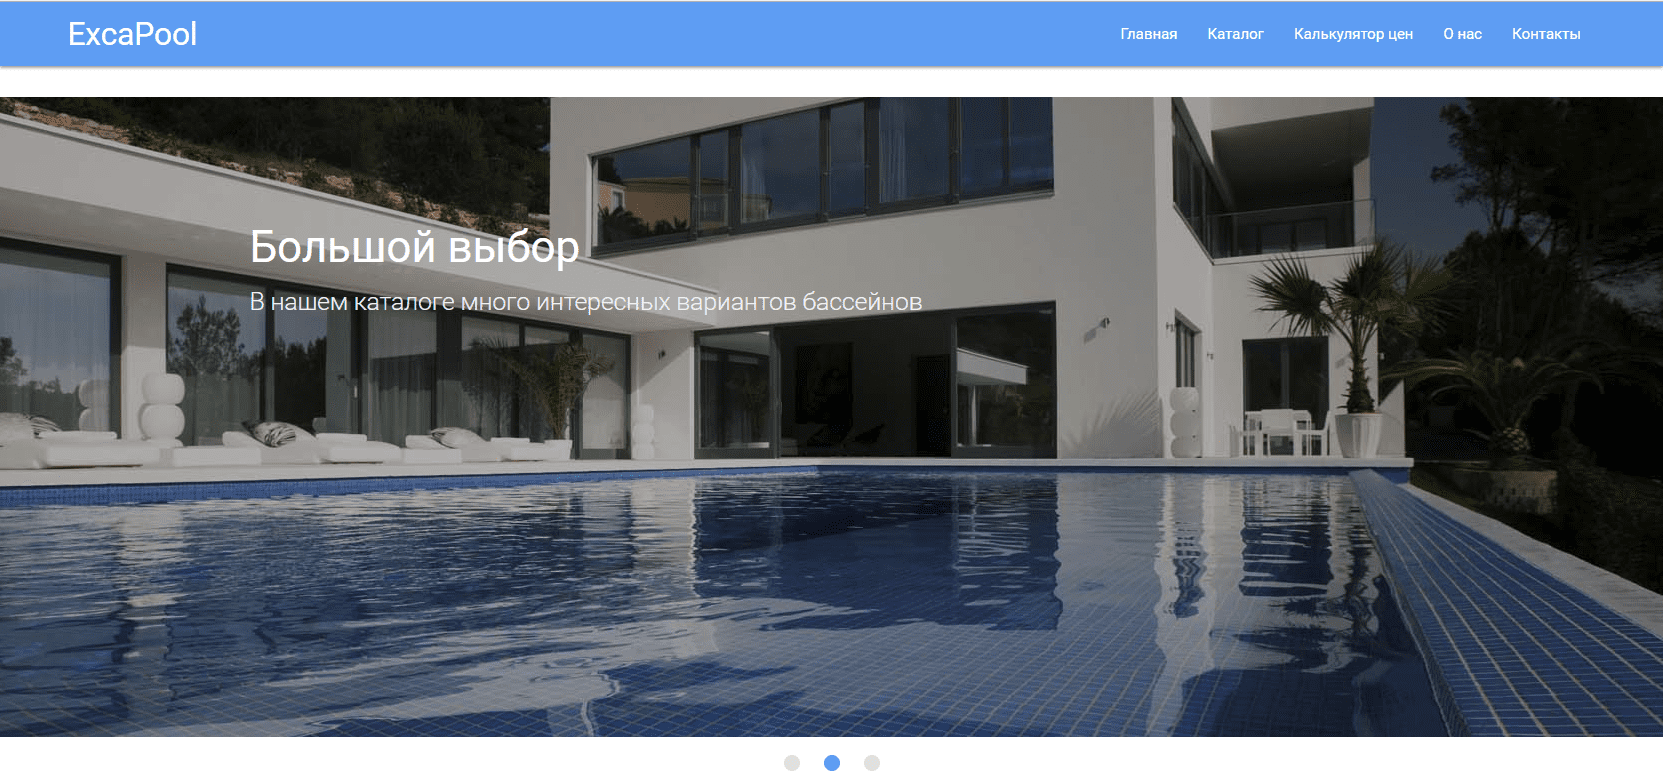 ExcaPool
Главная Каталог Калькулятор цен О нас Контакты
Большой выбор
В нашем каталоге много интересных вариантов бассейнов